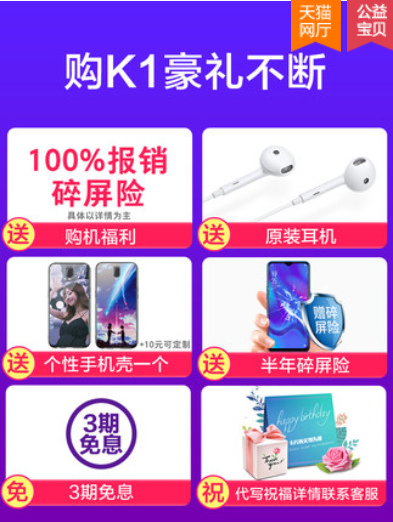 天猫
网厅
公益
宝贝
购K1豪礼不断
100%报销
碎屏险
具体以详情为主
送
购机福利
送
原装耳机
+10元可定制
送
个性手机壳一个
赠碎
屏险
送
半年碎屏险
3期
免息
免
3期免息
happy birthday
祝
代写祝福详情联系客服